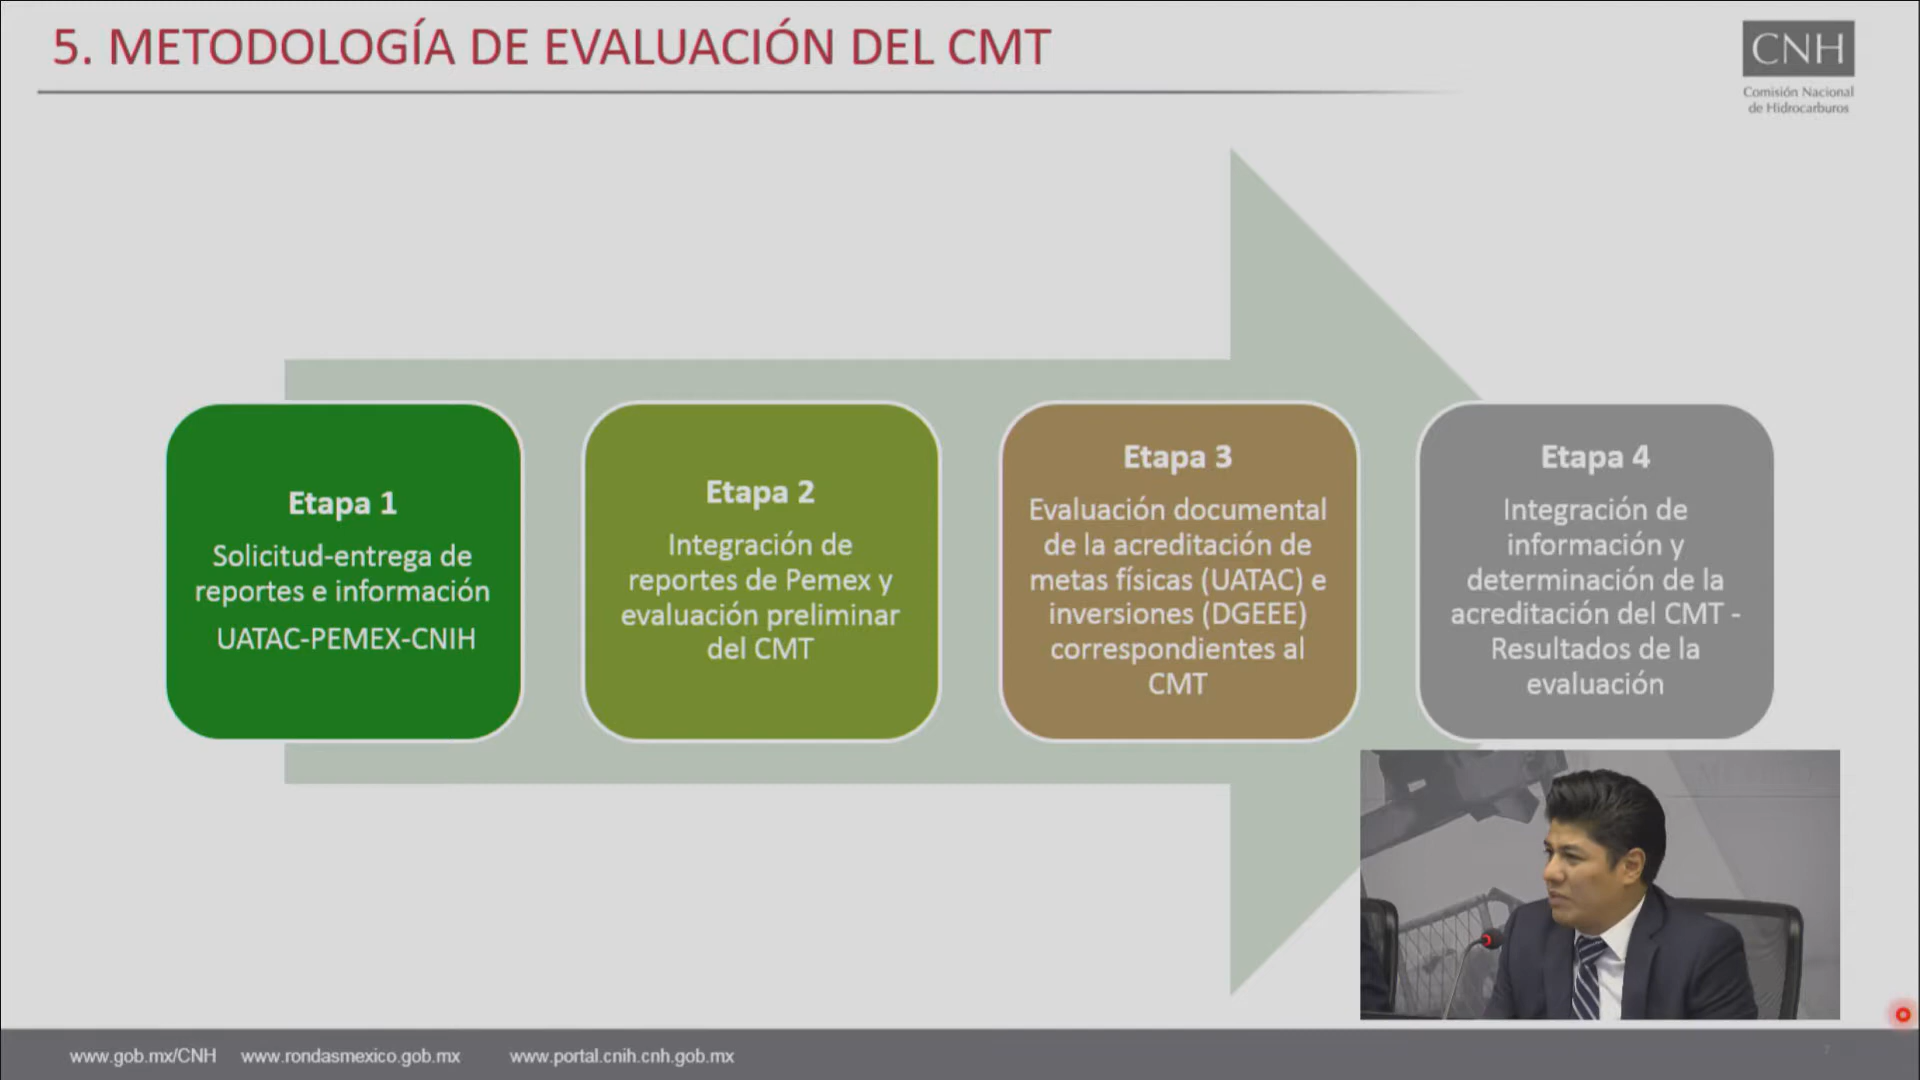 5. METODOLOGÍA DE EVALUACIÓN DEL CMT
CNH
Comisión Nacional
de Hidrocarburos
Etapa 1
Solicitud-entrega de
reportes e información
UATAC-PEMEX-CNIH
Etapa 2
Integración de
reportes de Pemex y
evaluación preliminar
del CMT
Etapa 3
Evaluación documental
de la acreditación de
metas físicas (UATAC) e
inversiones (DGEEE)
correspondientes al
CMT
Etapa 4
Integración de
información y
determinación de la
acreditación del CMT -
Resultados de la
evaluación
www.gob.mx/CNH www.rondasmexico.gob.mx www.portal.cnih.cnh.gob.mx
7